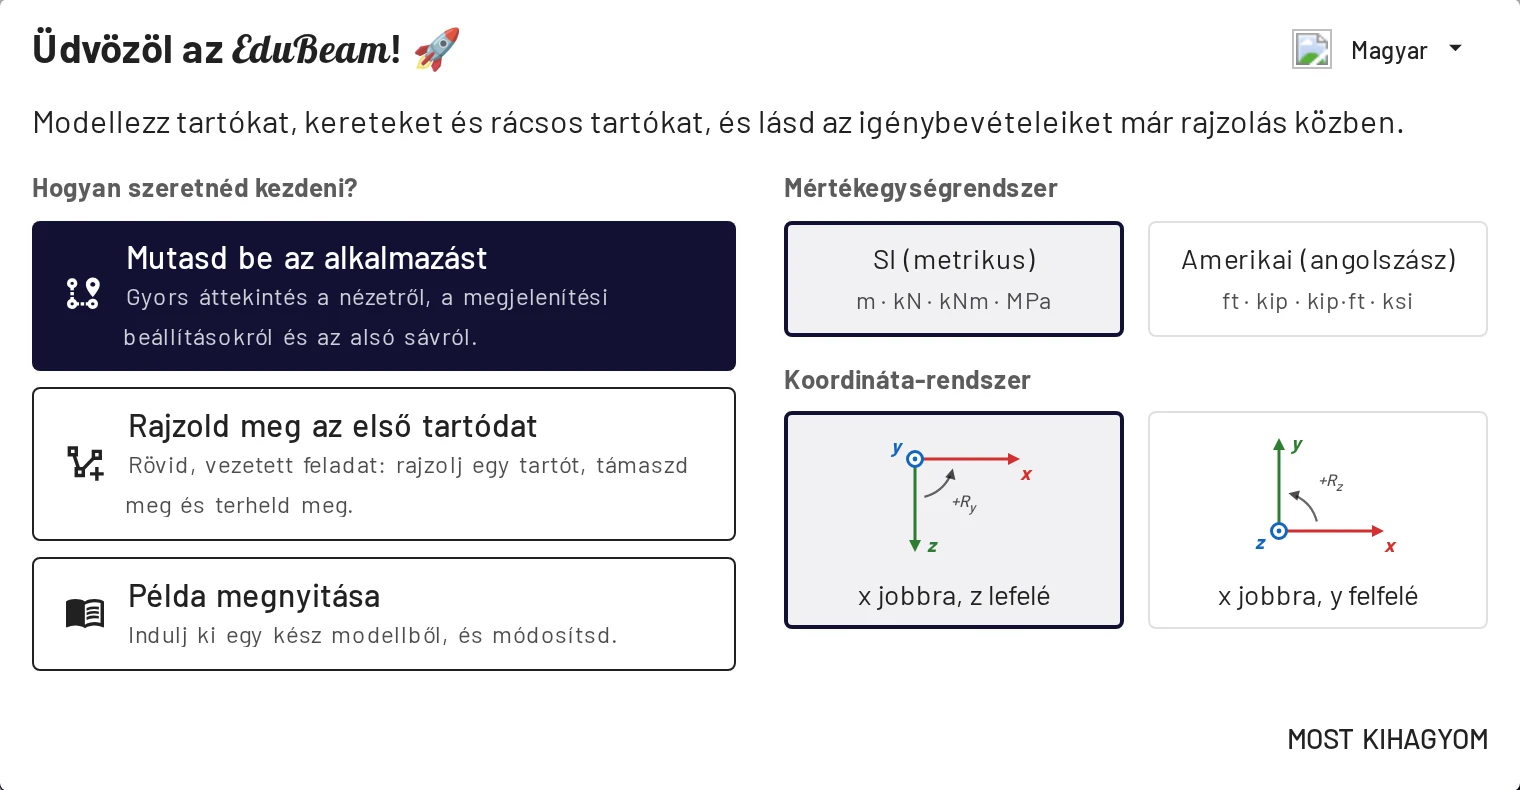 Üdvözöl az EduBeam! 🚀
Magyar
Modellezz tartókat, kereteket és rácsos tartókat, és lásd az igénybevételeiket már rajzolás közben.
Hogyan szeretnéd kezdeni?
Mutasd be az alkalmazást
Gyors áttekintés a nézetről, a megjelenítési
beállításokról és az alsó sávról.
Rajzold meg az első tartódat
Rövid, vezetett feladat: rajzolj egy tartót, támaszd
meg és terheld meg.
Példa megnyitása
Indulj ki egy kész modellből, és módosítsd.
Mértékegységrendszer
SI (metrikus)
m · kN · kNm · MPa
Amerikai (angolszász)
ft · kip · kip·ft · ksi
Koordináta-rendszer
y
x
+Ry
z
x jobbra, z lefelé
y
+Rz
z
x
x jobbra, y felfelé
MOST KIHAGYOM